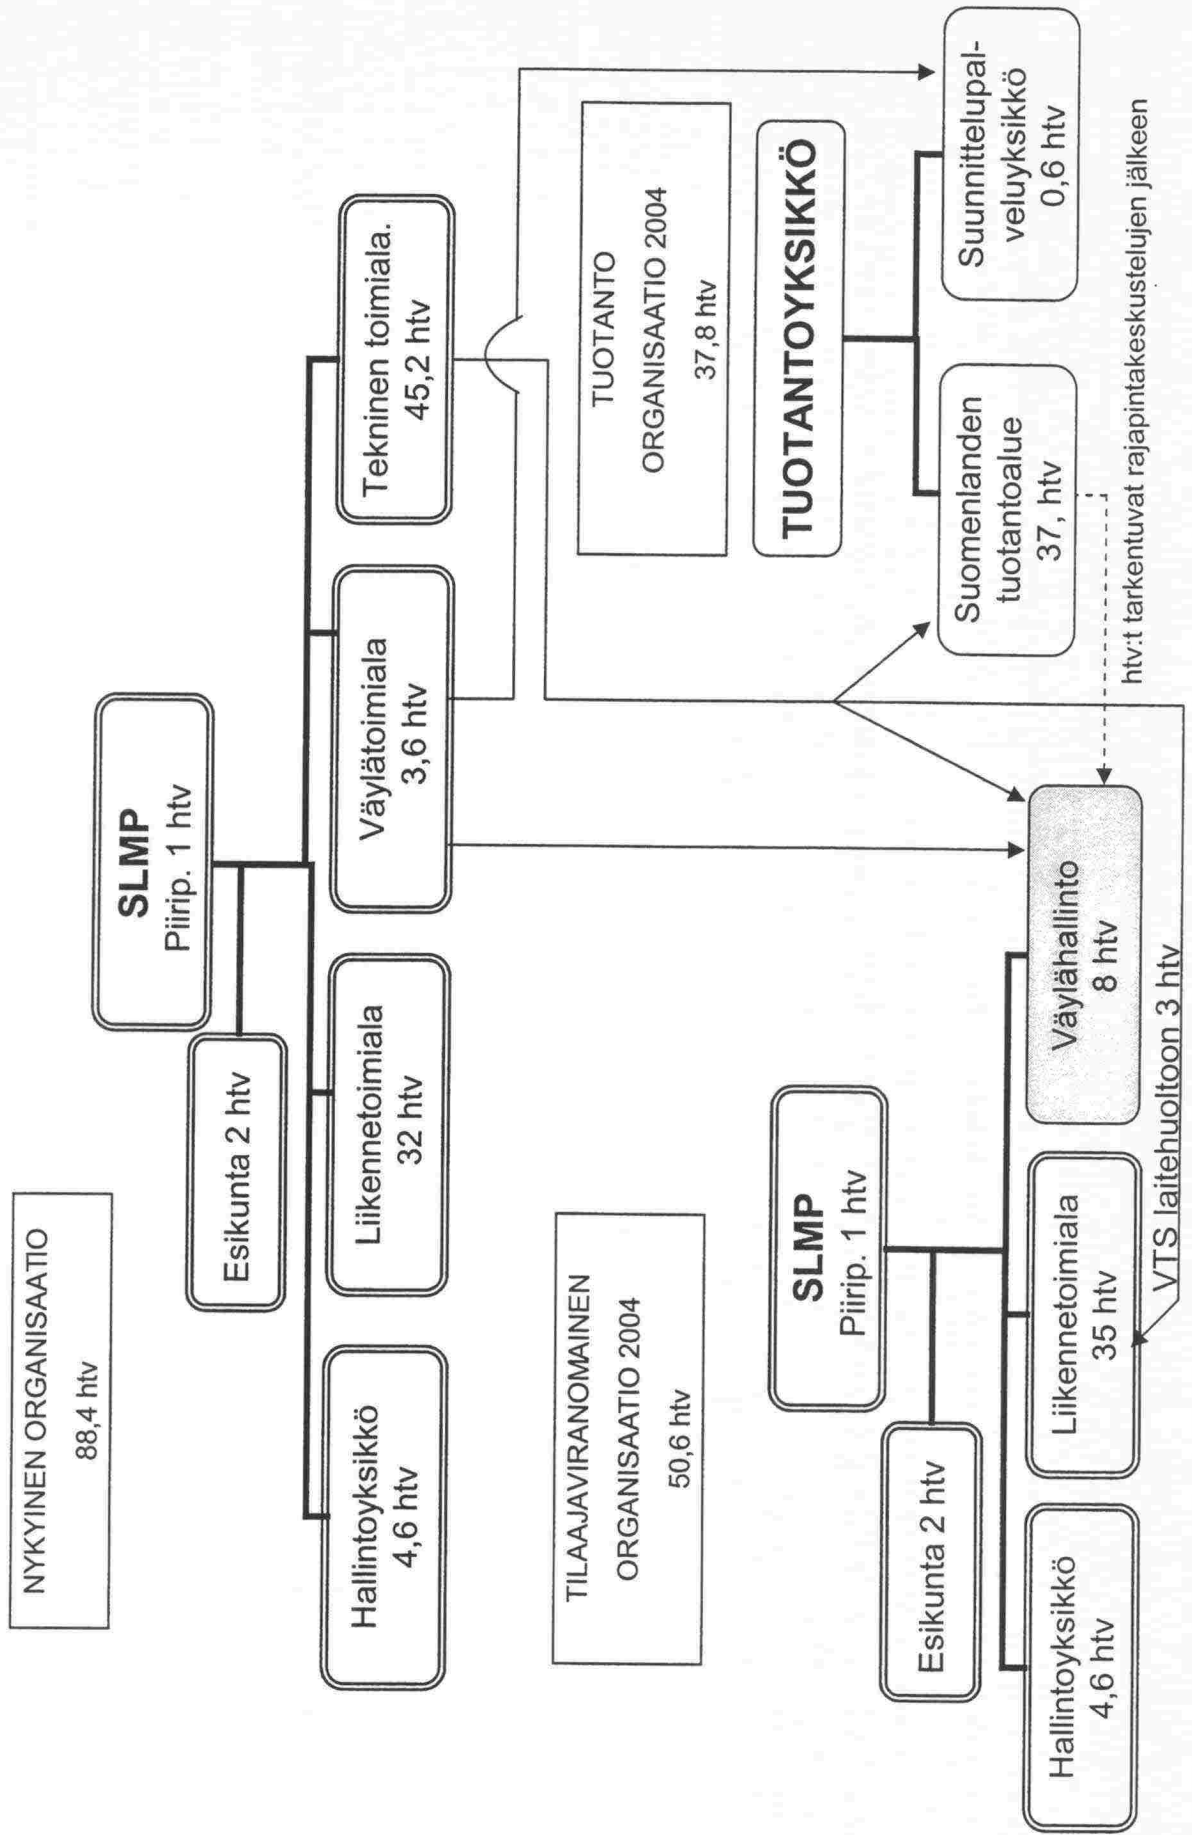 NYKYINEN ORGANISAATIO
88,4 htv
SLMP
Piirip. 1 htv
Esikunta 2 htv
Hallintoyksikkö
4,6 htv
Liikennetoimiala
32 htv
Väylätoimiala
3,6 htv
Tekninen toimiala.
45,2 htv
TILAAJAVIRANOMAINEN
ORGANISAATIO 2004
50,6 htv
SLMP
Piirip. 1 htv
Esikunta 2 htv
Hallintoyksikkö
4,6 htv
Liikennetoimiala
35 htv
Väylähallinto
8 htv
VTS laitehuoltoon 3 htv
TUOTANTO
ORGANISAATIO 2004
37,8 htv
TUOTANTOYKSIKKÖ
Suomenlanden
tuotantoalue
37, htv
Suunnittelupal-
veluyksikkö
0,6 htv
htv:t tarkentuvat rajapintakeskustelujen jälkeen